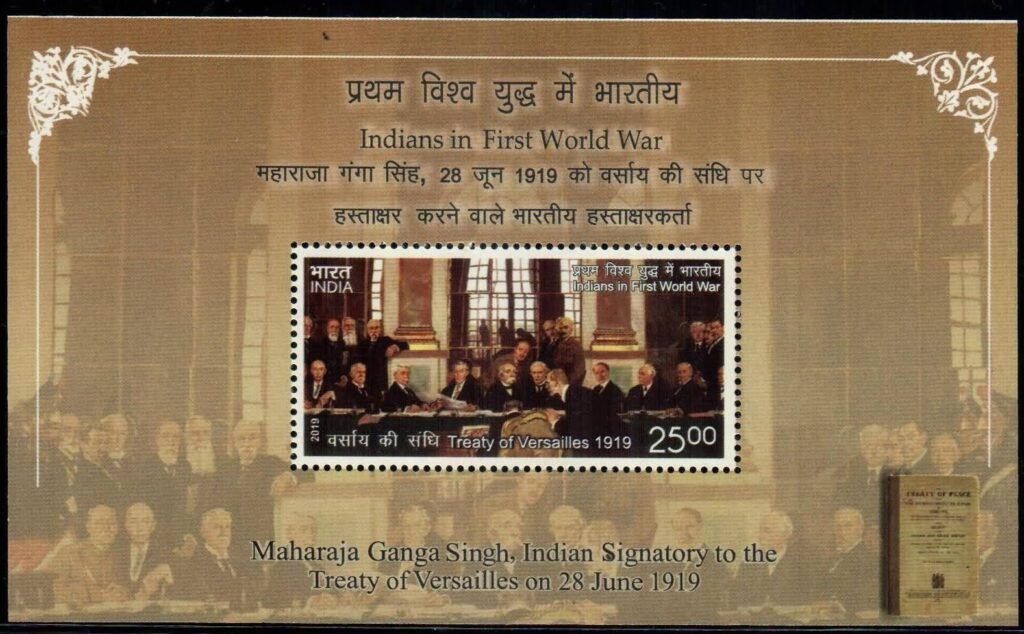 प्रथम विश्व युद्ध में भारतीय
Indians in First World War
महाराजा गंगा सिंह, 28 जून 1919 को वर्साय की संधि पर
हस्ताक्षर करने वाले भारतीय हस्ताक्षरकर्ता
भारत
INDIA
प्रथम विश्व युद्ध में भारतीय
Indians in First World War
2019
वर्साय की संधि Treaty of Versailles 1919
2500
Maharaja Ganga Singh, Indian Signatory to the
Treaty of Versailles on 28 June 1919
TREATY OF PEACE